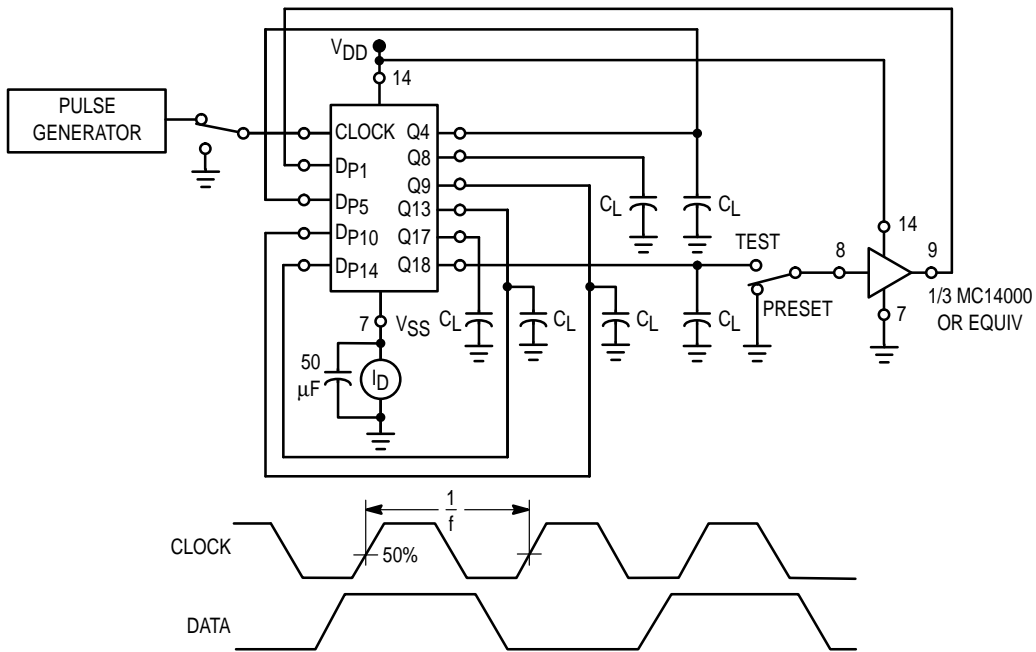 VDD
14
PULSE
GENERATOR
CLOCK
DP1
DP5
DP10
DP14
Q4
Q8
Q9
Q13
Q17
Q18
CL
CL
TEST
PRESET
8
14
9
7
1/3 MC14000
OR EQUIV
7
VSS
CL
CL
CL
CL
50
µF
ID
1
f
CLOCK
50%
DATA